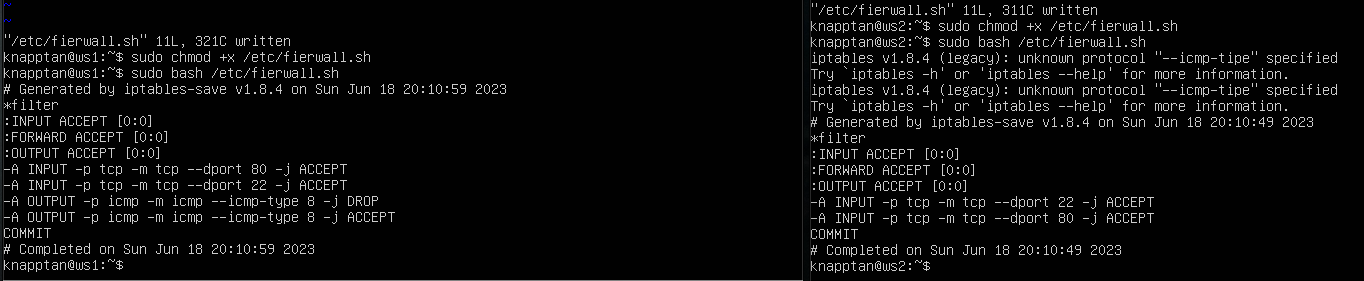 ~
~
"/etc/fierwall.sh" 11L, 321C written
knapptan@ws1:~$ sudo chmod +x /etc/fierwall.sh
knapptan@ws1:~$ sudo bash /etc/fierwall.sh
# Generated by iptables-save v1.8.4 on Sun Jun 18 20:10:59 2023
*filter
:INPUT ACCEPT [0:0]
:FORWARD ACCEPT [0:0]
:OUTPUT ACCEPT [0:0]
-A INPUT -p tcp -m tcp --dport 80 -j ACCEPT
-A INPUT -p tcp -m tcp --dport 22 -j ACCEPT
-A OUTPUT -p icmp -m icmp --icmp-type 8 -j DROP
-A OUTPUT -p icmp -m icmp --icmp-type 8 -j ACCEPT
COMMIT
# Completed on Sun Jun 18 20:10:59 2023
knapptan@ws1:~$
"/etc/fierwall.sh" 11L, 311C written
knapptan@ws2:~$ sudo chmod +x /etc/fierwall.sh
knapptan@ws2:~$ sudo bash /etc/fierwall.sh
iptables v1.8.4 (legacy): unknown protocol "--icmp-tipe" specified
Try `iptables -h' or 'iptables --help' for more information.
iptables v1.8.4 (legacy): unknown protocol "--icmp-tipe" specified
Try `iptables -h' or 'iptables --help' for more information.
# Generated by iptables-save v1.8.4 on Sun Jun 18 20:10:49 2023
*filter
:INPUT ACCEPT [0:0]
:FORWARD ACCEPT [0:0]
:OUTPUT ACCEPT [0:0]
-A INPUT -p tcp -m tcp --dport 22 -j ACCEPT
-A INPUT -p tcp -m tcp --dport 80 -j ACCEPT
COMMIT
# Completed on Sun Jun 18 20:10:49 2023
knapptan@ws2:~$